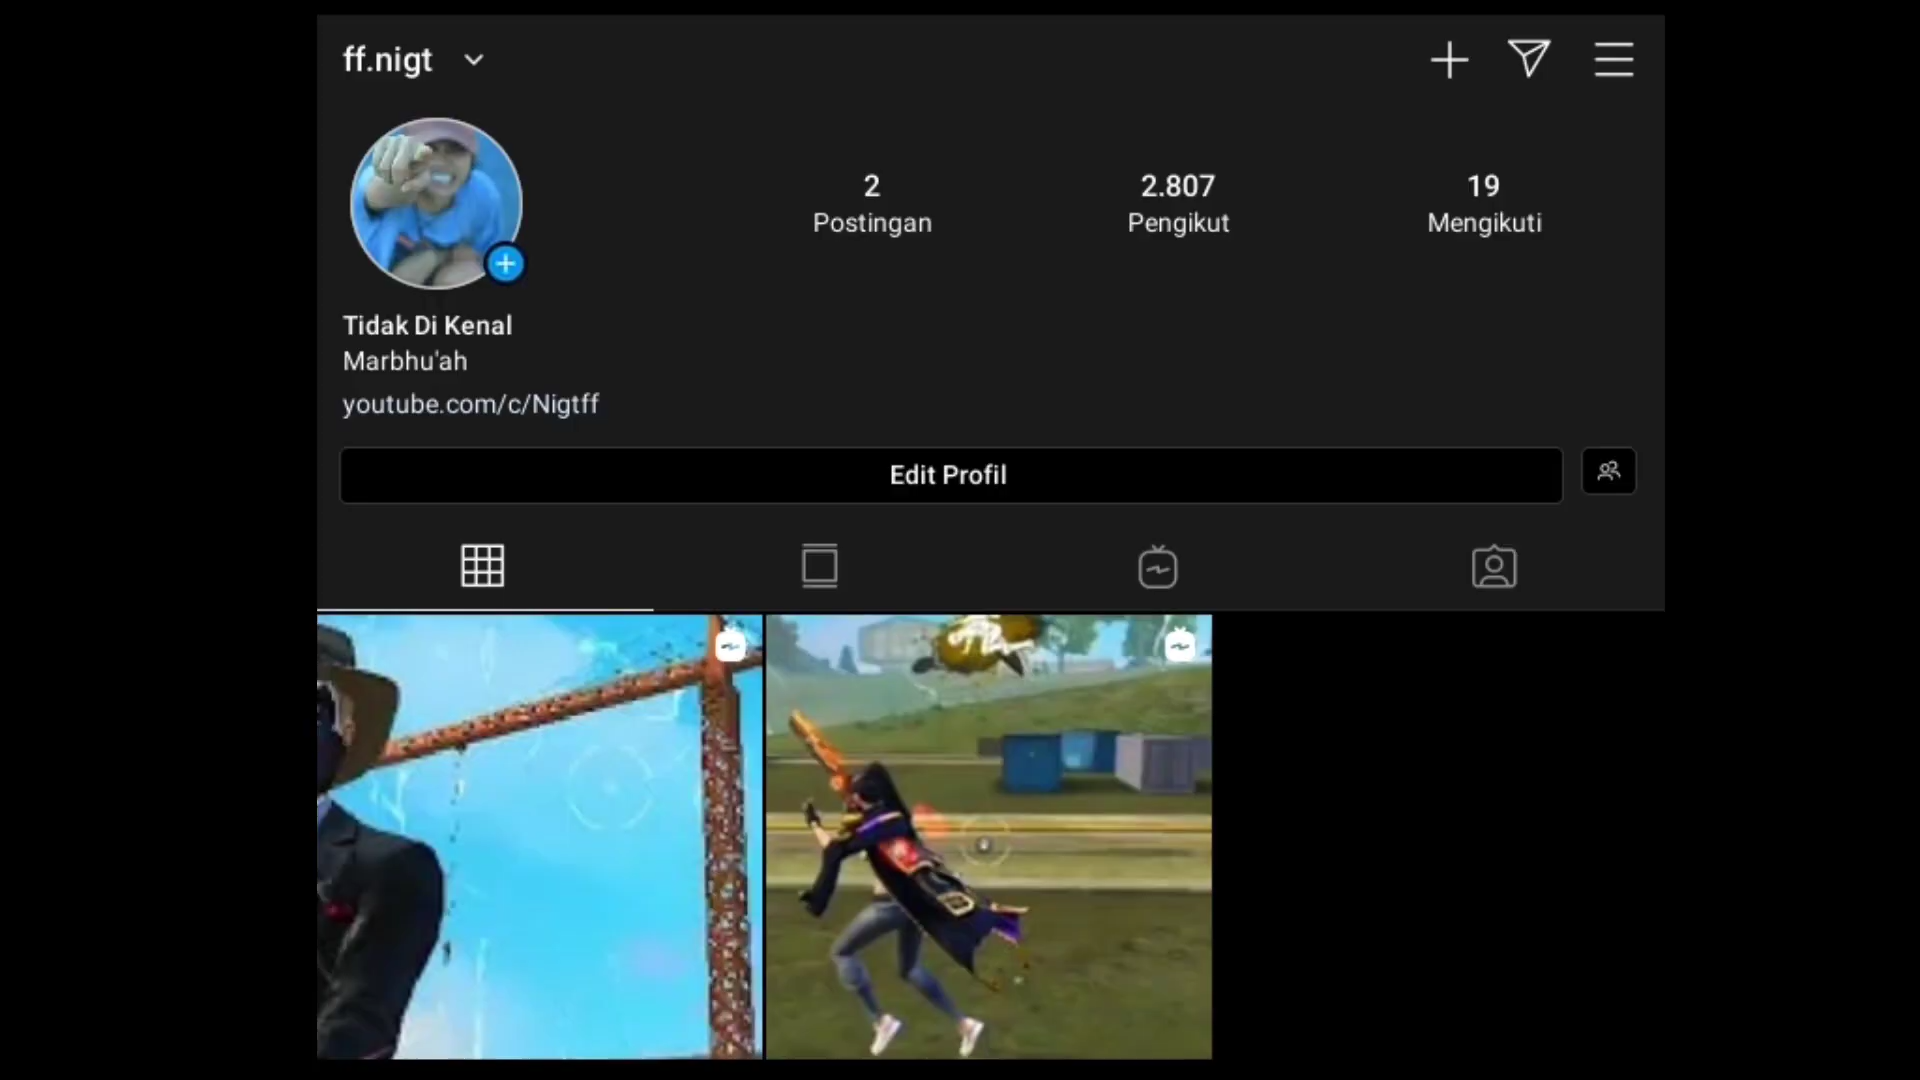 ff.nigt
2
Postingan
2.807
Pengikut
19
Mengikuti
Tidak Di Kenal
Marbhu'ah
youtube.com/c/Nigtff
Edit Profil